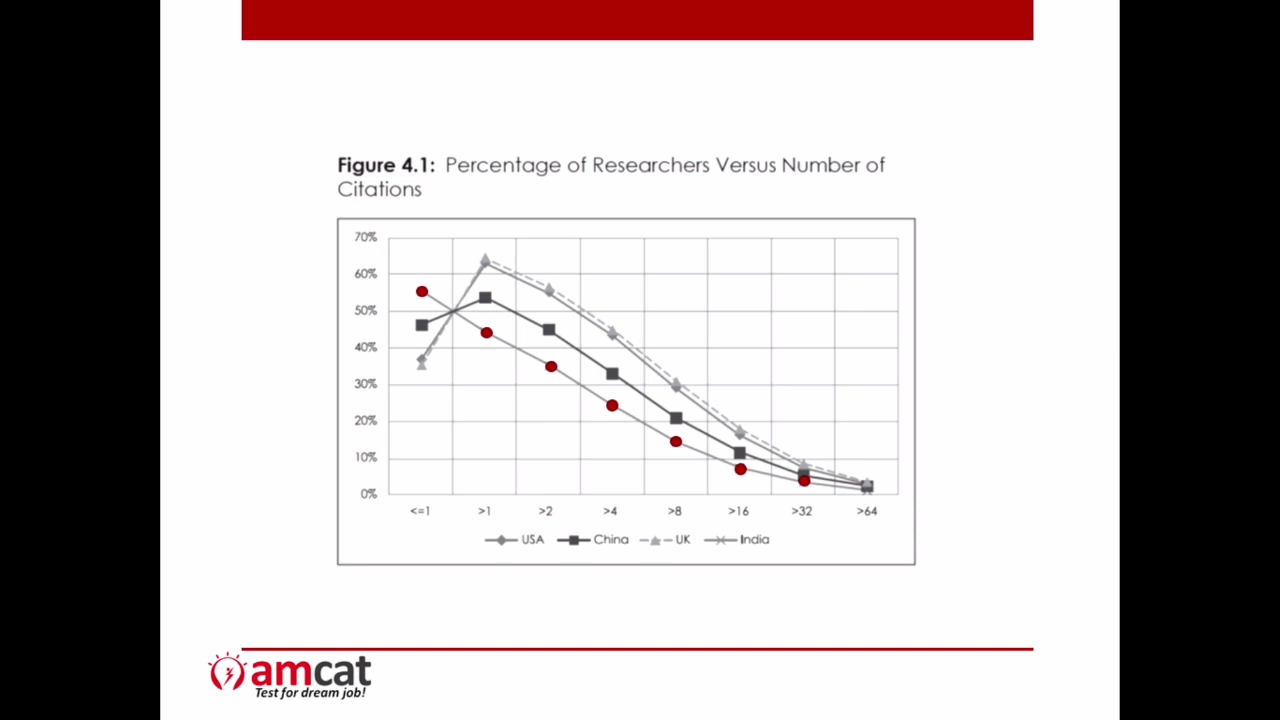 Figure 4.1: Percentage of Researchers Versus Number of
Citations
70%
60%
50%
40%
30%
20%
10%
0%
<=1 >1 >2 >4 >8 >16 >32 >64
USA China UK India
amcat
Test for dream job!